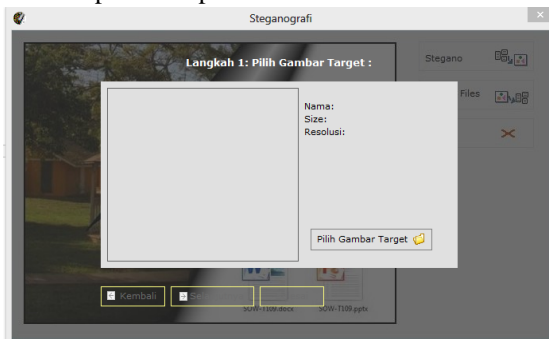 Steganografi
Langkah 1: Pilih Gambar Target :
Stegano
Files
Nama:
Size:
Resolusi:
Pilih Gambar Target
Kembali
SOW-T109.docx
SOW-T109.pptx